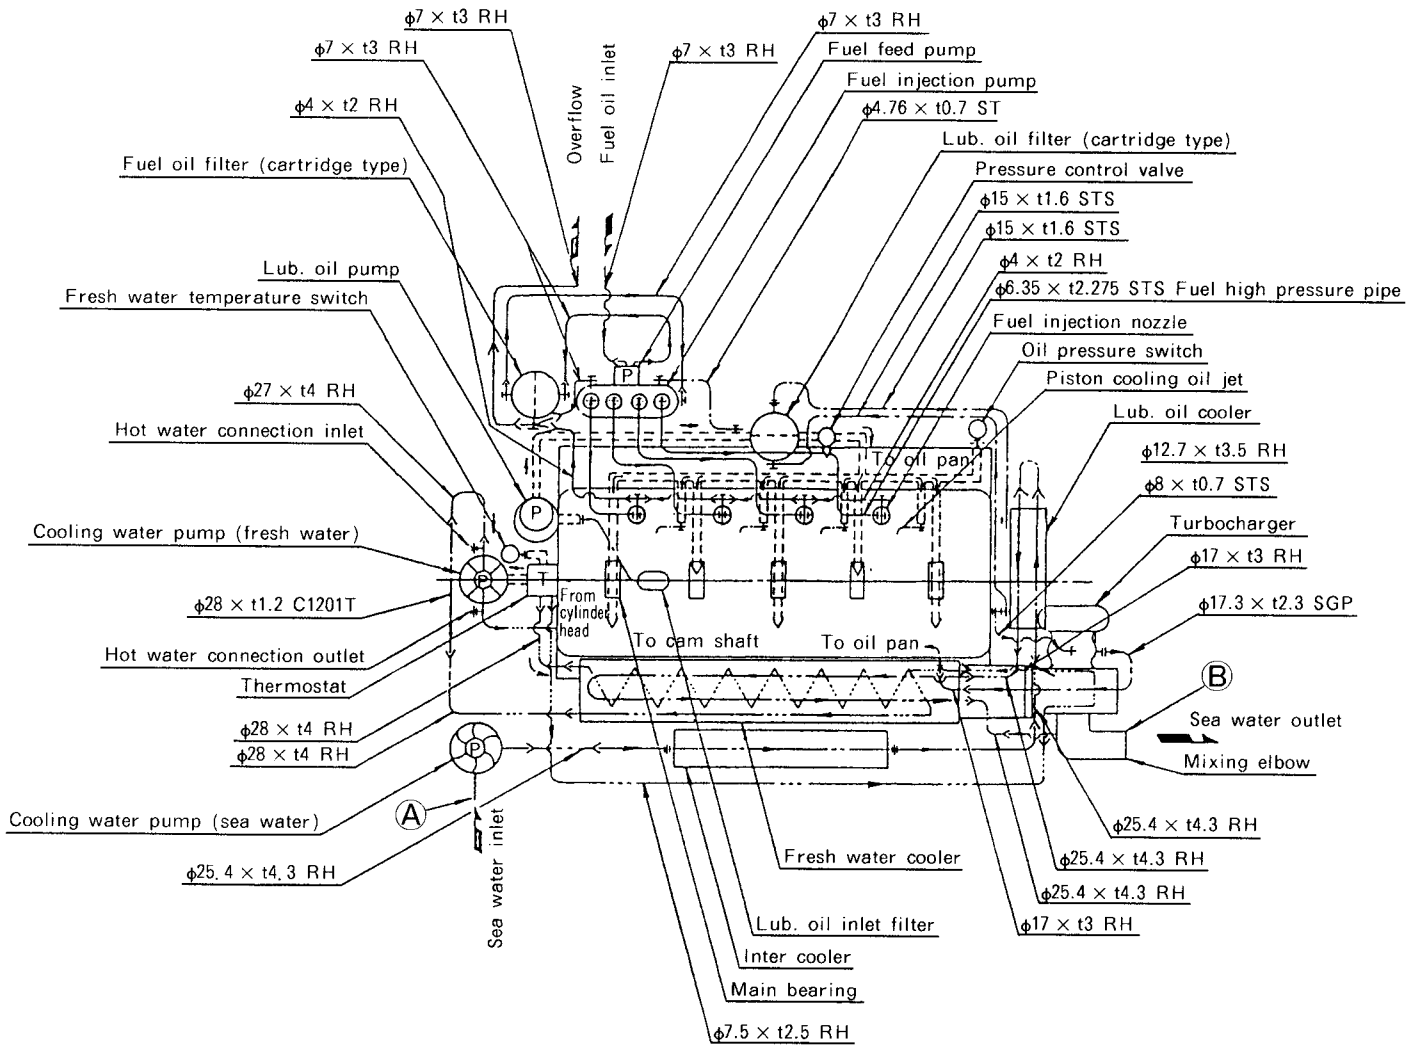 ϕ7 × t3 RH
ϕ7 × t3 RH
ϕ4 × t2 RH
Fuel oil filter (cartridge type)
Overflow
Fuel oil inlet
ϕ7 × t3 RH
ϕ7 × t3 RH
Fuel feed pump
Fuel injection pump
ϕ4.76 × t0.7 ST
Lub. oil filter (cartridge type)
Pressure control valve
ϕ15 × t1.6 STS
ϕ15 × t1.6 STS
ϕ4 × t2 RH
ϕ6.35 × t2.275 STS Fuel high pressure pipe
Fuel injection nozzle
Oil pressure switch
Piston cooling oil jet
Lub. oil cooler
ϕ12.7 × t3.5 RH
ϕ8 × t0.7 STS
Turbocharger
ϕ17 × t3 RH
ϕ17.3 × t2.3 SGP
Lub. oil pump
Fresh water temperature switch
ϕ27 × t4 RH
Hot water connection inlet
Cooling water pump (fresh water)
ϕ28 × t1.2 C1201T
Hot water connection outlet
Thermostat
ϕ28 × t4 RH
ϕ28 × t4 RH
Cooling water pump (sea water)
ϕ25.4 × t4.3 RH
P
P
P
T
P
To oil pan
From
cylinder
head
To cam shaft
To oil pan
A
Sea water inlet
B
Sea water outlet
Mixing elbow
ϕ25.4 × t4.3 RH
ϕ25.4 × t4.3 RH
ϕ25.4 × t4.3 RH
ϕ17 × t3 RH
Fresh water cooler
Lub. oil inlet filter
Inter cooler
Main bearing
ϕ7.5 × t2.5 RH